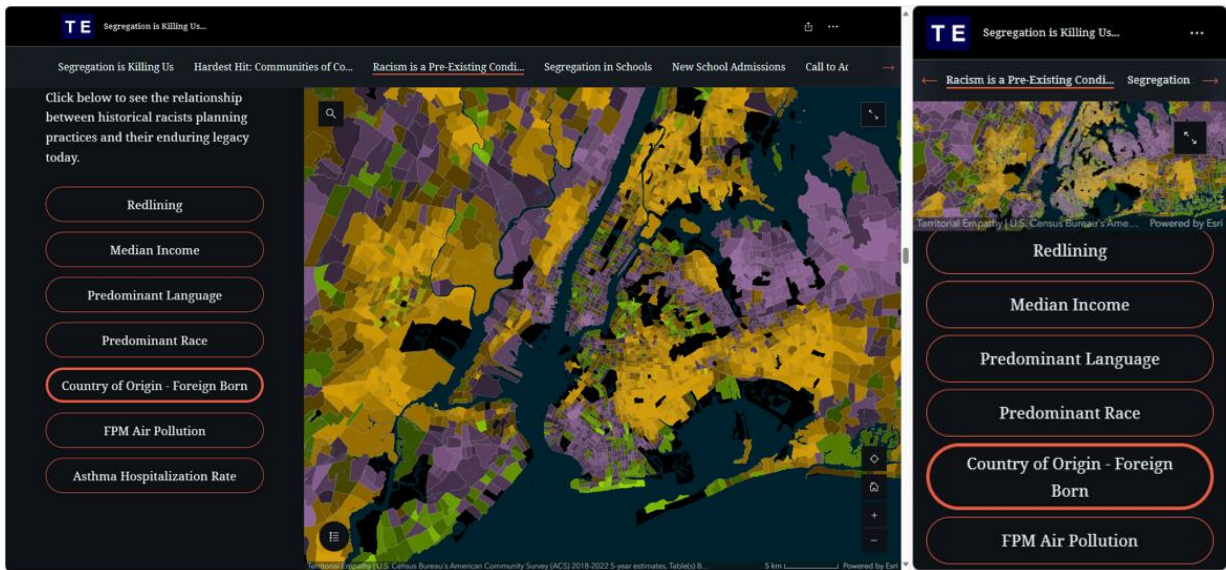 TE Segregation is Killing Us...
Segregation is Killing Us Hardest Hit: Communities of Co... Racism is a Pre-Existing Condi... Segregation in Schools New School Admissions Call to Ac
Click below to see the relationship
between historical racists planning
practices and their enduring legacy
today.
Redlining
Median Income
Predominant Language
Predominant Race
Country of Origin - Foreign Born
FPM Air Pollution
Asthma Hospitalization Rate
Territorial Empathy | U.S. Census Bureau's American Community Survey (ACS) 2018-2022 5-year estimates, Table(s) B... 5 km Powered by Esri
TE Segregation is Killing Us...
Racism is a Pre-Existing Condi... Segregation
Territorial Empathy | U.S. Census Bureau's Ame... Powered by Esri
Redlining
Median Income
Predominant Language
Predominant Race
Country of Origin - Foreign
Born
FPM Air Pollution